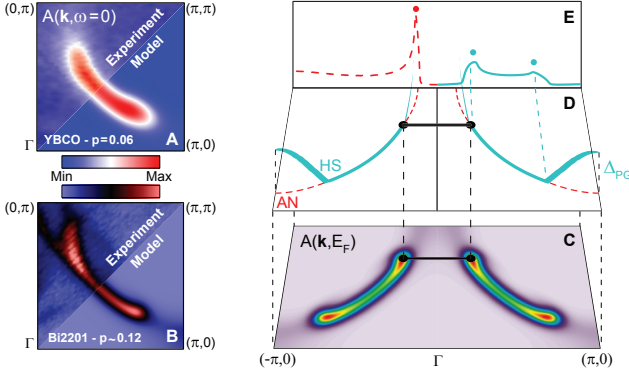 (0,π)
(π,π)
A(k,ω=0)
Experiment
Model
YBCO - p=0.06
A
Γ
(π,0)
Min
Max
(0,π)
(π,π)
Experiment
Model
Bi2201 - p~0.12
B
Γ
(π,0)
E
D
HS
AN
Δ_PG
A(k,E_F)
C
(-π,0)
Γ
(π,0)